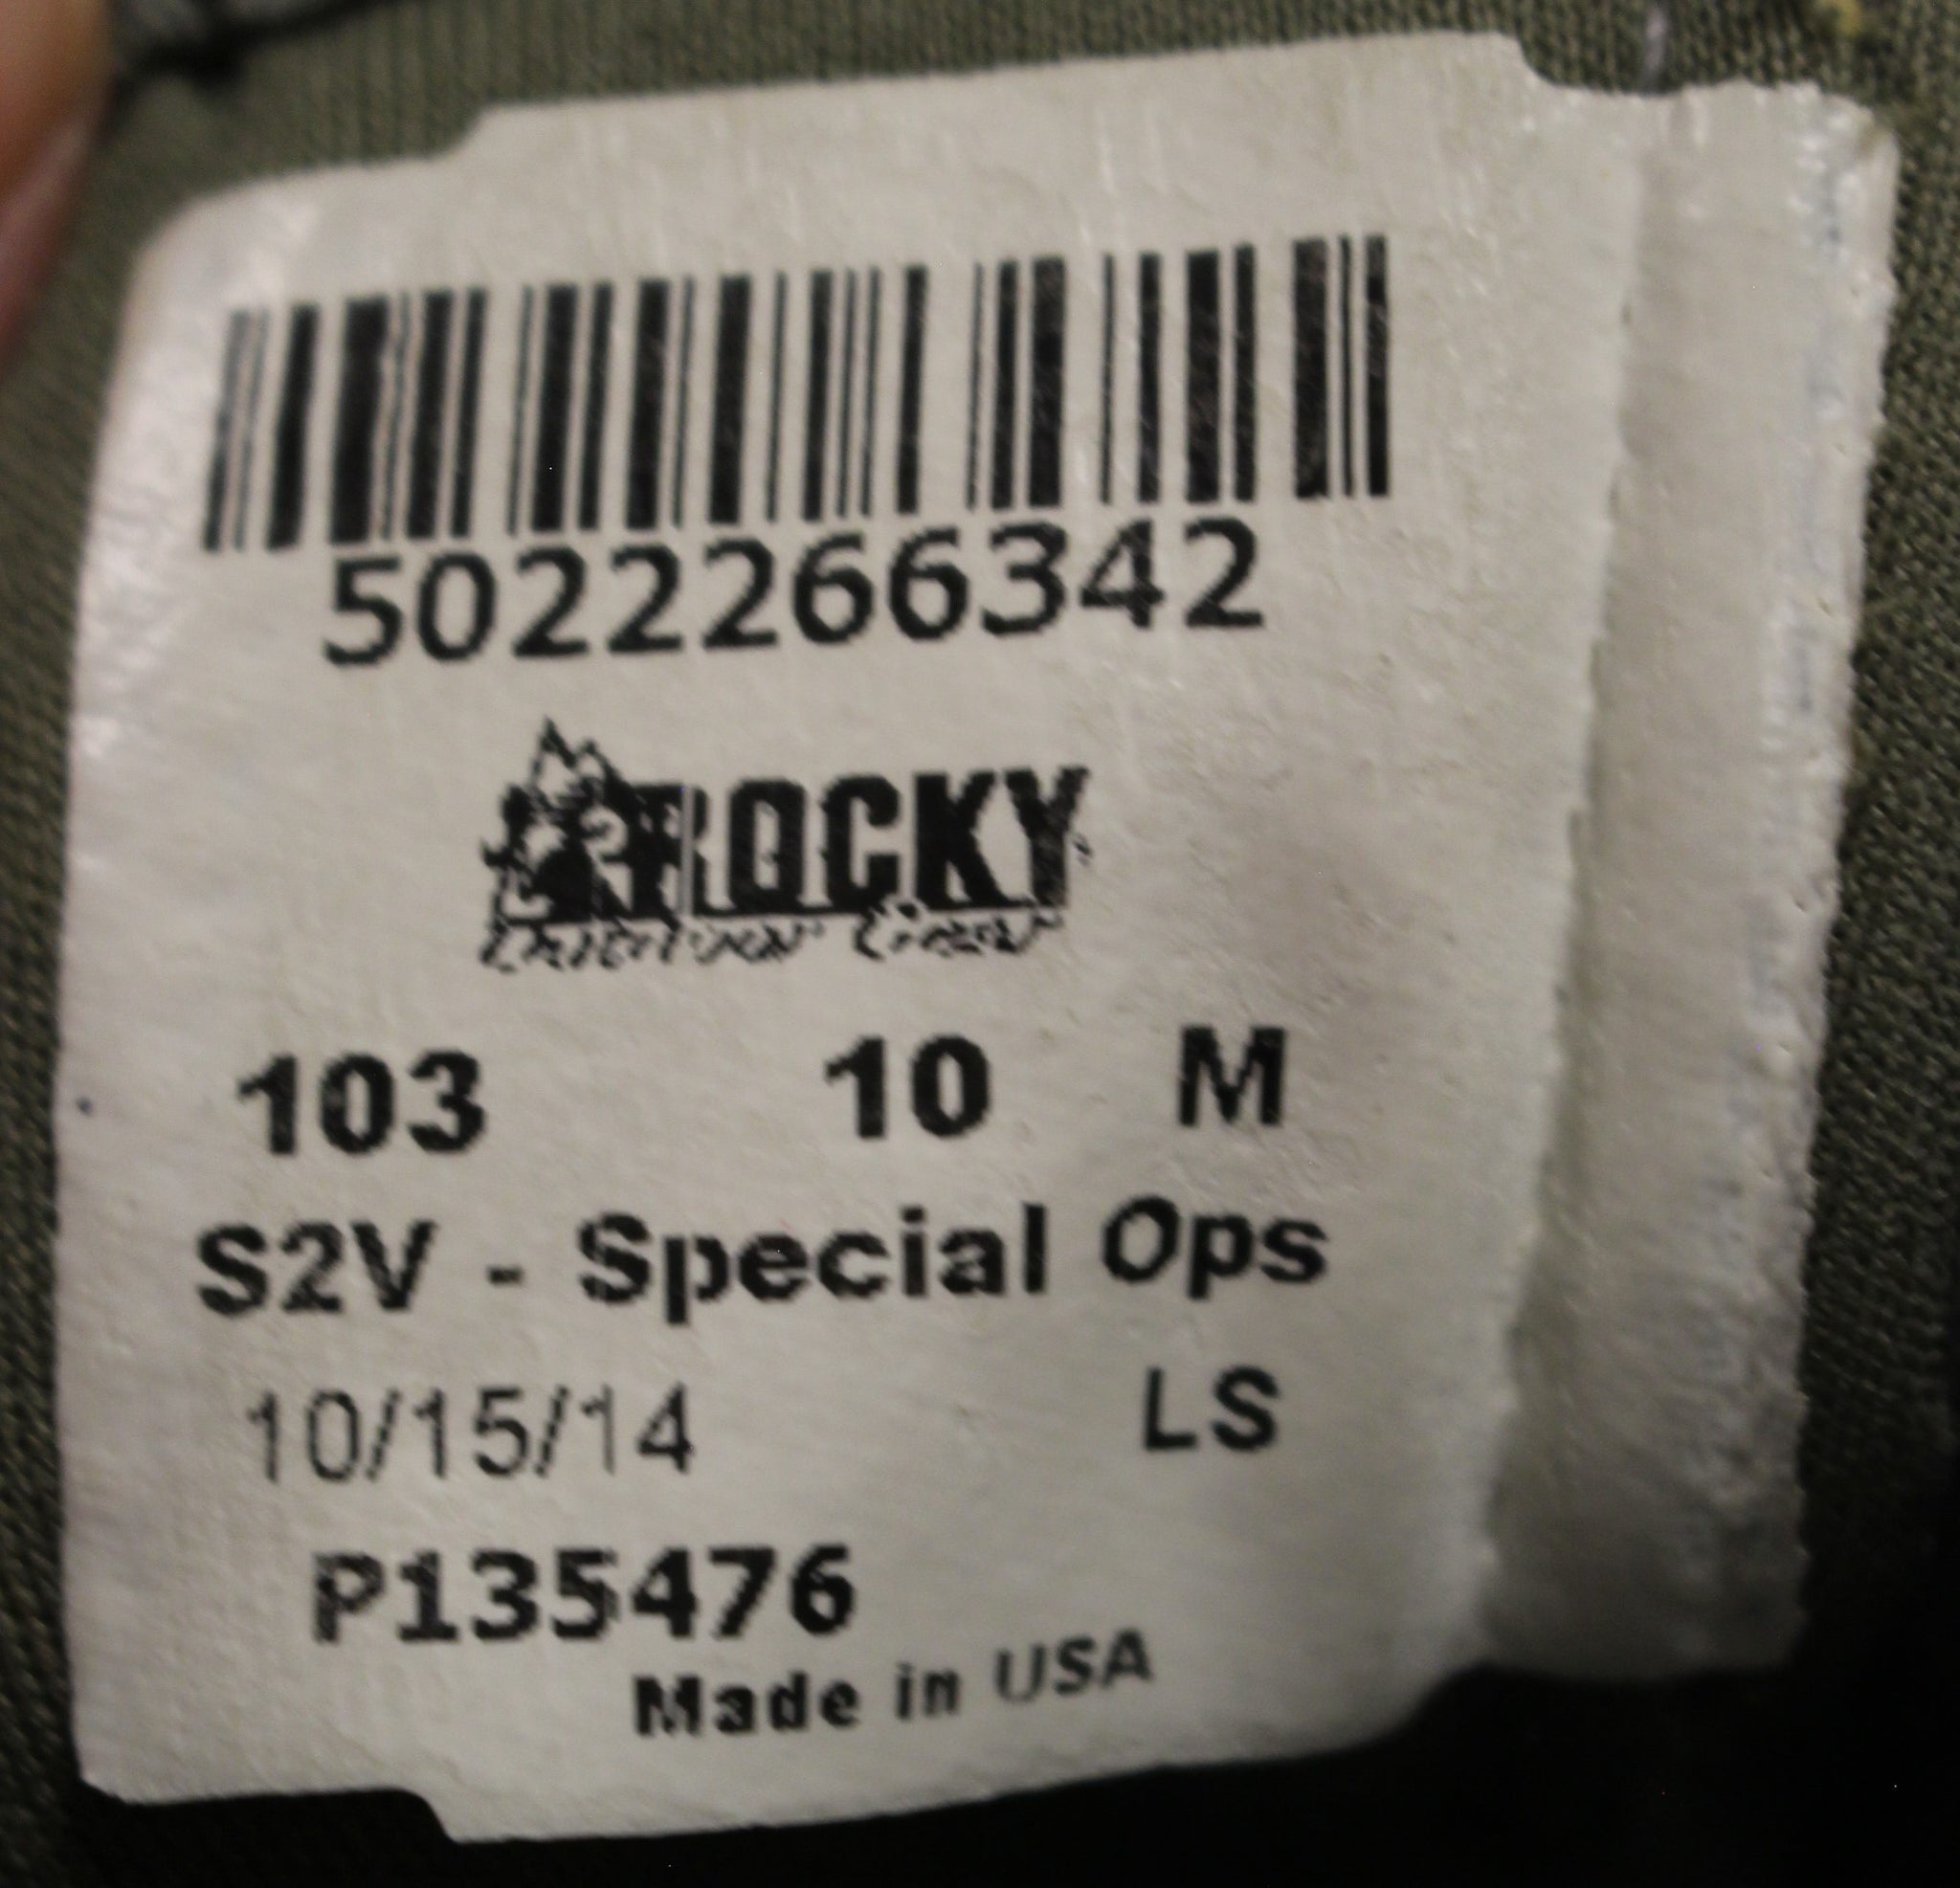 5022266342
ROCKY
103 10 M
S2V - Special Ops
10/15/14 LS
P135476
Made in USA